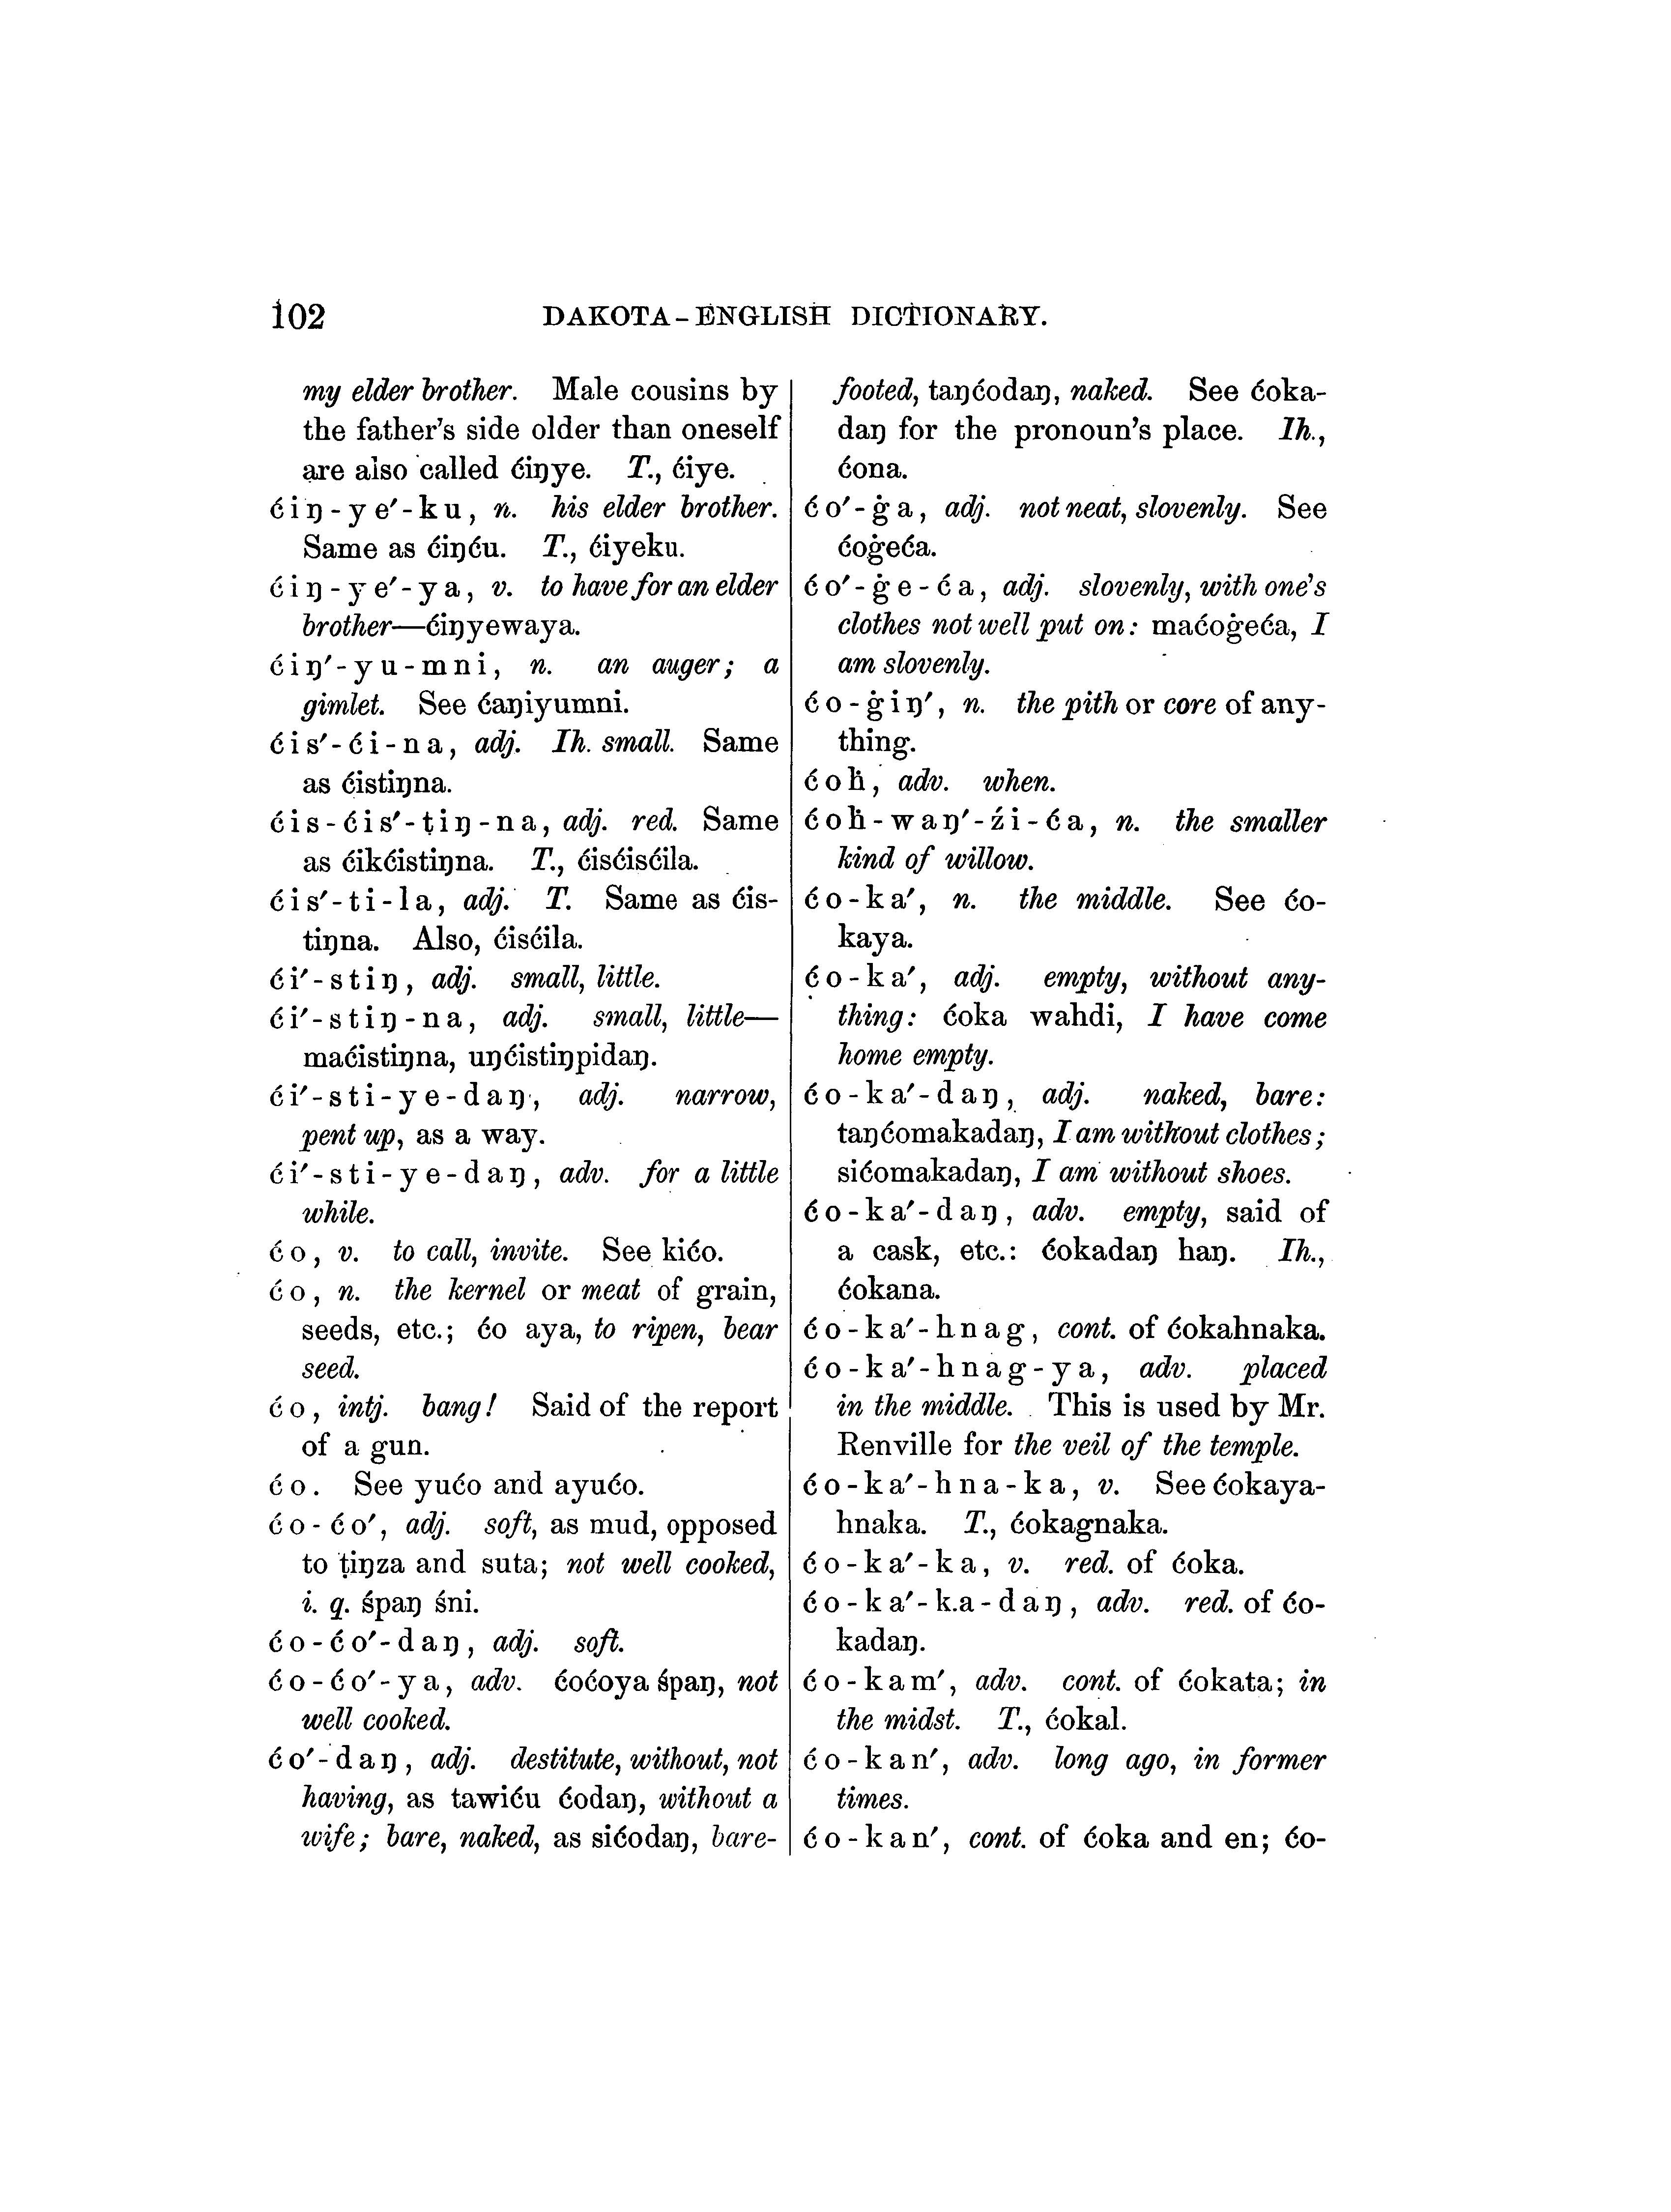 102 DAKOTA-ENGLISH DICTIONARY.
my elder brother. Male cousins by
the father's side older than oneself
are also called ćiŋye. T., ćiye.
ćiŋ-ye′-ku, n. his elder brother.
Same as ćiŋću. T., ćiyeku.
ćiŋ-ye′-ya, v. to have for an elder
brother—ćiŋyewaya.
ćiŋ′-yu-mni, n. an auger; a
gimlet. See ćaŋiyumni.
ćis′-ći-na, adj. Ih. small. Same
as ćistiŋna.
ćis-ćis′-ṭiŋ-na, adj. red. Same
as ćikćistiŋna. T., ćisćisćila.
ćis′-ti-la, adj. T. Same as ćis-
tiŋna. Also, ćisćila.
ći′-stiŋ, adj. small, little.
ći′-stiŋ-na, adj. small, little—
maćistiŋna, uŋćistiŋpidaŋ.
ći′-sti-ye-daŋ, adj. narrow,
pent up, as a way.
ći′-sti-ye-daŋ, adv. for a little
while.
ćo, v. to call, invite. See kićo.
ćo, n. the kernel or meat of grain,
seeds, etc.; ćo aya, to ripen, bear
seed.
ćo, intj. bang! Said of the report
of a gun.
ćo. See yućo and ayućo.
ćo-ćo′, adj. soft, as mud, opposed
to ṭiŋza and suta; not well cooked,
i. q. śpaŋ śni.
ćo-ćo′-daŋ, adj. soft.
ćo-ćo′-ya, adv. ćoćoya śpaŋ, not
well cooked.
ćo′-daŋ, adj. destitute, without, not
having, as tawiću ćodaŋ, without a
wife; bare, naked, as sićodaŋ, bare-
footed, taŋćodaŋ, naked. See ćoka-
daŋ for the pronoun's place. Ih.,
ćona.
ćo′-ġa, adj. not neat, slovenly. See
ćoġeća.
ćo′-ġe-ća, adj. slovenly, with one's
clothes not well put on: maćoġeća, I
am slovenly.
ćo-ġiŋ′, n. the pith or core of any-
thing.
ćoḣ, adv. when.
ćoḣ-waŋ′-źi-ća, n. the smaller
kind of willow.
ćo-ka′, n. the middle. See ćo-
kaya.
ćo-ka′, adj. empty, without any-
thing: ćoka wahdi, I have come
home empty.
ćo-ka′-daŋ, adj. naked, bare:
taŋćomakadaŋ, I am without clothes;
sićomakadaŋ, I am without shoes.
ćo-ka′-daŋ, adv. empty, said of
a cask, etc.: ćokadaŋ haŋ. Ih.,
ćokana.
ćo-ka′-hnag, cont. of ćokahnaka.
ćo-ka′-hnag-ya, adv. placed
in the middle. This is used by Mr.
Renville for the veil of the temple.
ćo-ka′-hna-ka, v. See ćokaya-
hnaka. T., ćokagnaka.
ćo-ka′-ka, v. red. of ćoka.
ćo-ka′-ka-daŋ, adv. red. of ćo-
kadaŋ.
ćo-kam′, adv. cont. of ćokata; in
the midst. T., ćokal.
ćo-kan′, adv. long ago, in former
times.
ćo-kan′, cont. of ćoka and en; ćo-